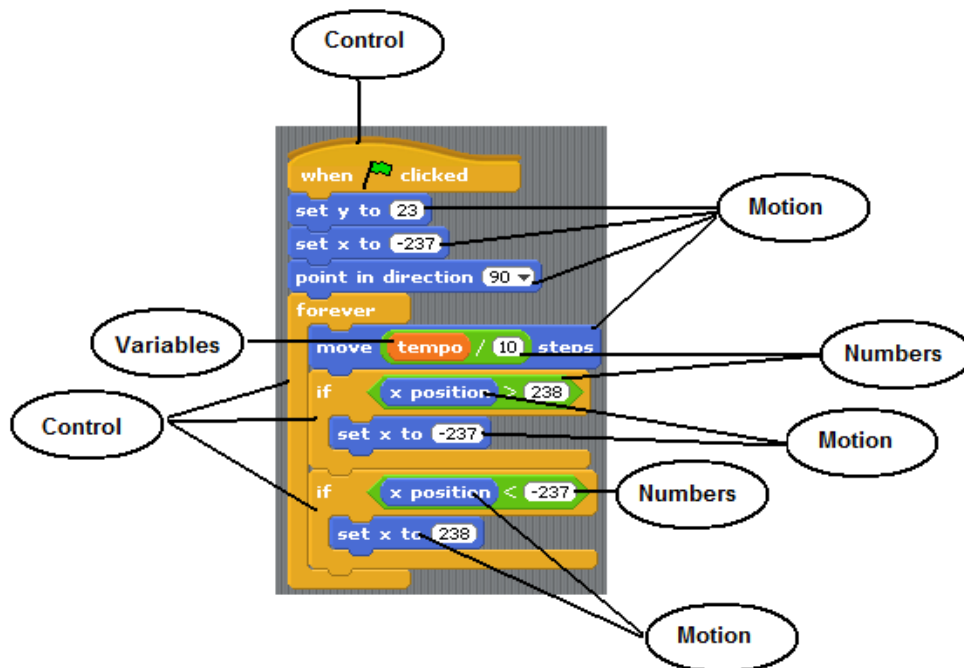 Control
when clicked
set y to 23
set x to -237
point in direction 90
Motion
forever
Variables
move tempo / 10 steps
Numbers
if x position > 238
Control
set x to -237
Motion
if x position < -237
Numbers
set x to 238
Motion